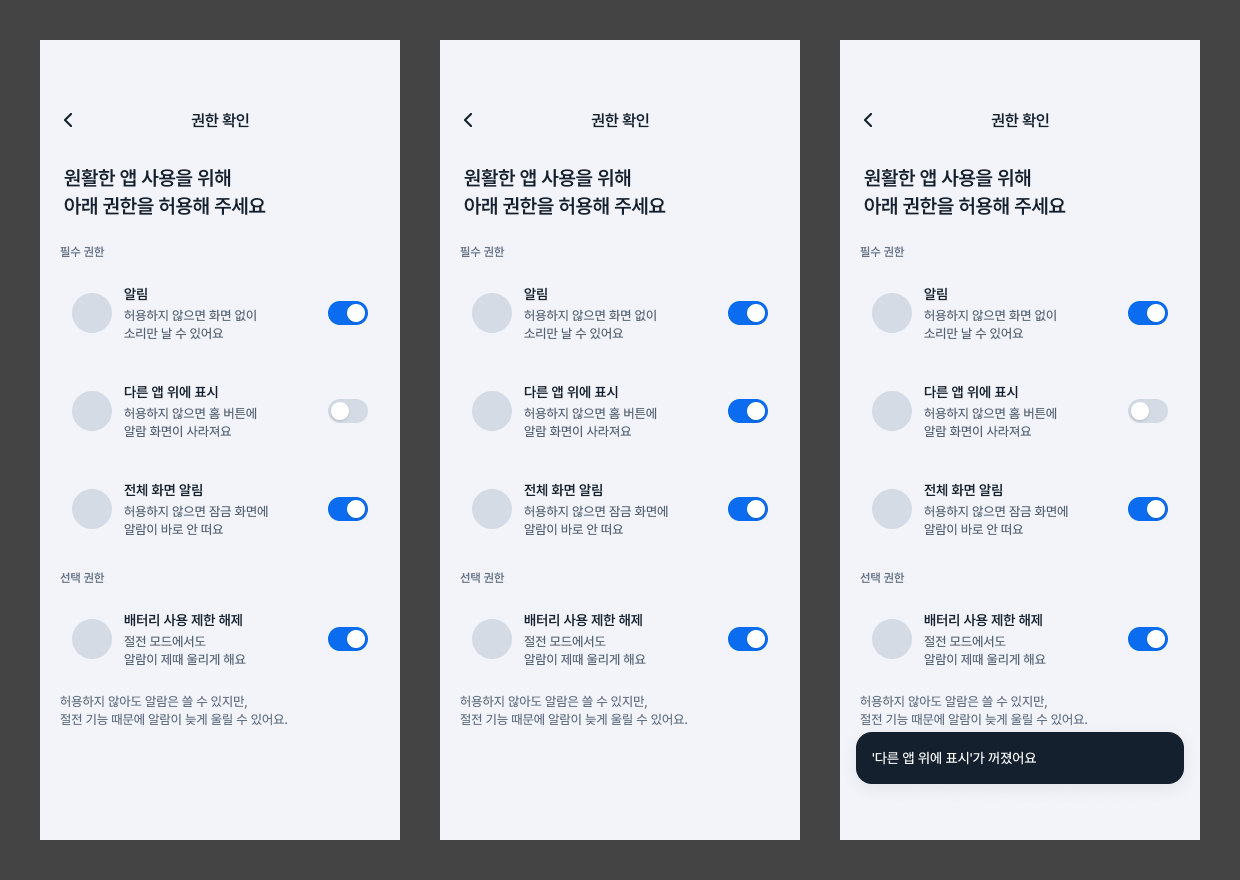 권한 확인
원활한 앱 사용을 위해
아래 권한을 허용해 주세요
필수 권한
알림
허용하지 않으면 화면 없이
소리만 날 수 있어요
다른 앱 위에 표시
허용하지 않으면 홈 버튼에
알람 화면이 사라져요
전체 화면 알림
허용하지 않으면 잠금 화면에
알람이 바로 안 떠요
선택 권한
배터리 사용 제한 해제
절전 모드에서도
알람이 제때 울리게 해요
허용하지 않아도 알람은 쓸 수 있지만,
절전 기능 때문에 알람이 늦게 울릴 수 있어요.
권한 확인
원활한 앱 사용을 위해
아래 권한을 허용해 주세요
필수 권한
알림
허용하지 않으면 화면 없이
소리만 날 수 있어요
다른 앱 위에 표시
허용하지 않으면 홈 버튼에
알람 화면이 사라져요
전체 화면 알림
허용하지 않으면 잠금 화면에
알람이 바로 안 떠요
선택 권한
배터리 사용 제한 해제
절전 모드에서도
알람이 제때 울리게 해요
허용하지 않아도 알람은 쓸 수 있지만,
절전 기능 때문에 알람이 늦게 울릴 수 있어요.
권한 확인
원활한 앱 사용을 위해
아래 권한을 허용해 주세요
필수 권한
알림
허용하지 않으면 화면 없이
소리만 날 수 있어요
다른 앱 위에 표시
허용하지 않으면 홈 버튼에
알람 화면이 사라져요
전체 화면 알림
허용하지 않으면 잠금 화면에
알람이 바로 안 떠요
선택 권한
배터리 사용 제한 해제
절전 모드에서도
알람이 제때 울리게 해요
허용하지 않아도 알람은 쓸 수 있지만,
절전 기능 때문에 알람이 늦게 울릴 수 있어요.
'다른 앱 위에 표시'가 꺼졌어요